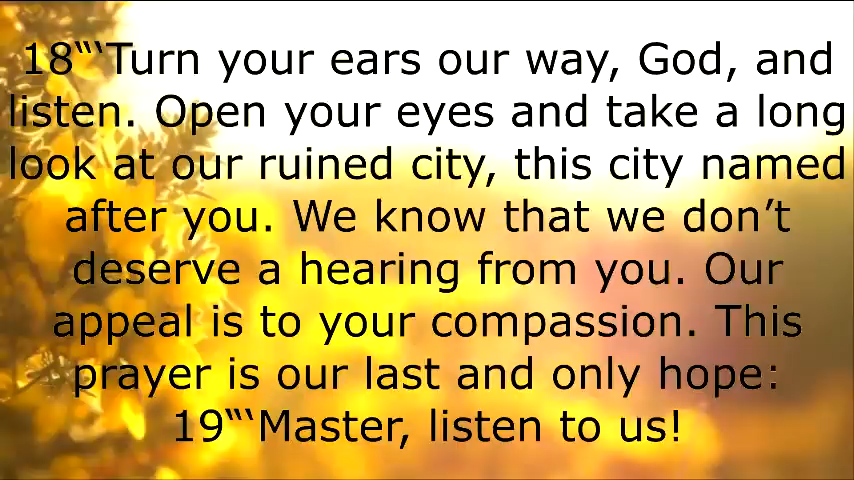 18“‘Turn your ears our way, God, and
listen. Open your eyes and take a long
look at our ruined city, this city named
after you. We know that we don’t
deserve a hearing from you. Our
appeal is to your compassion. This
prayer is our last and only hope:
19“‘Master, listen to us!